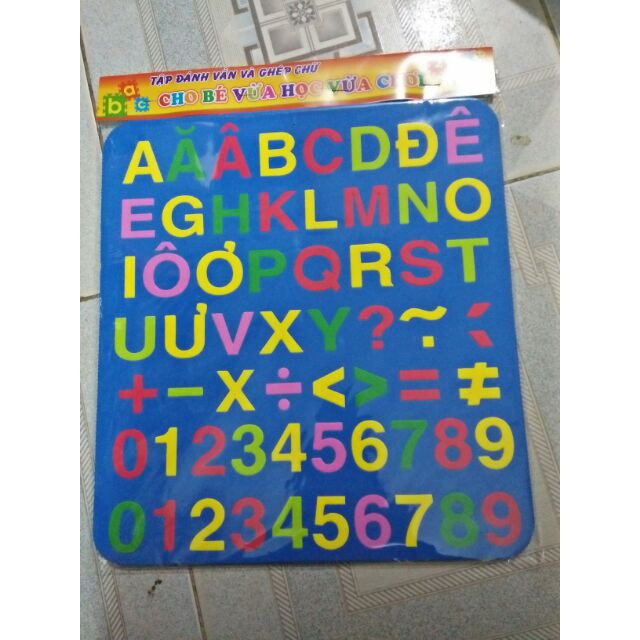 TẬP ĐÁNH VẦN VÀ GHÉP CHỮ
a b c
CHO BÉ VỪA HỌC VỪA CHƠI
AĂÂBCDĐÊ
EGHKLMNO
IÔƠPQRST
UƯVXY?~.´`
+−x÷<>=≠
0123456789
0123456789